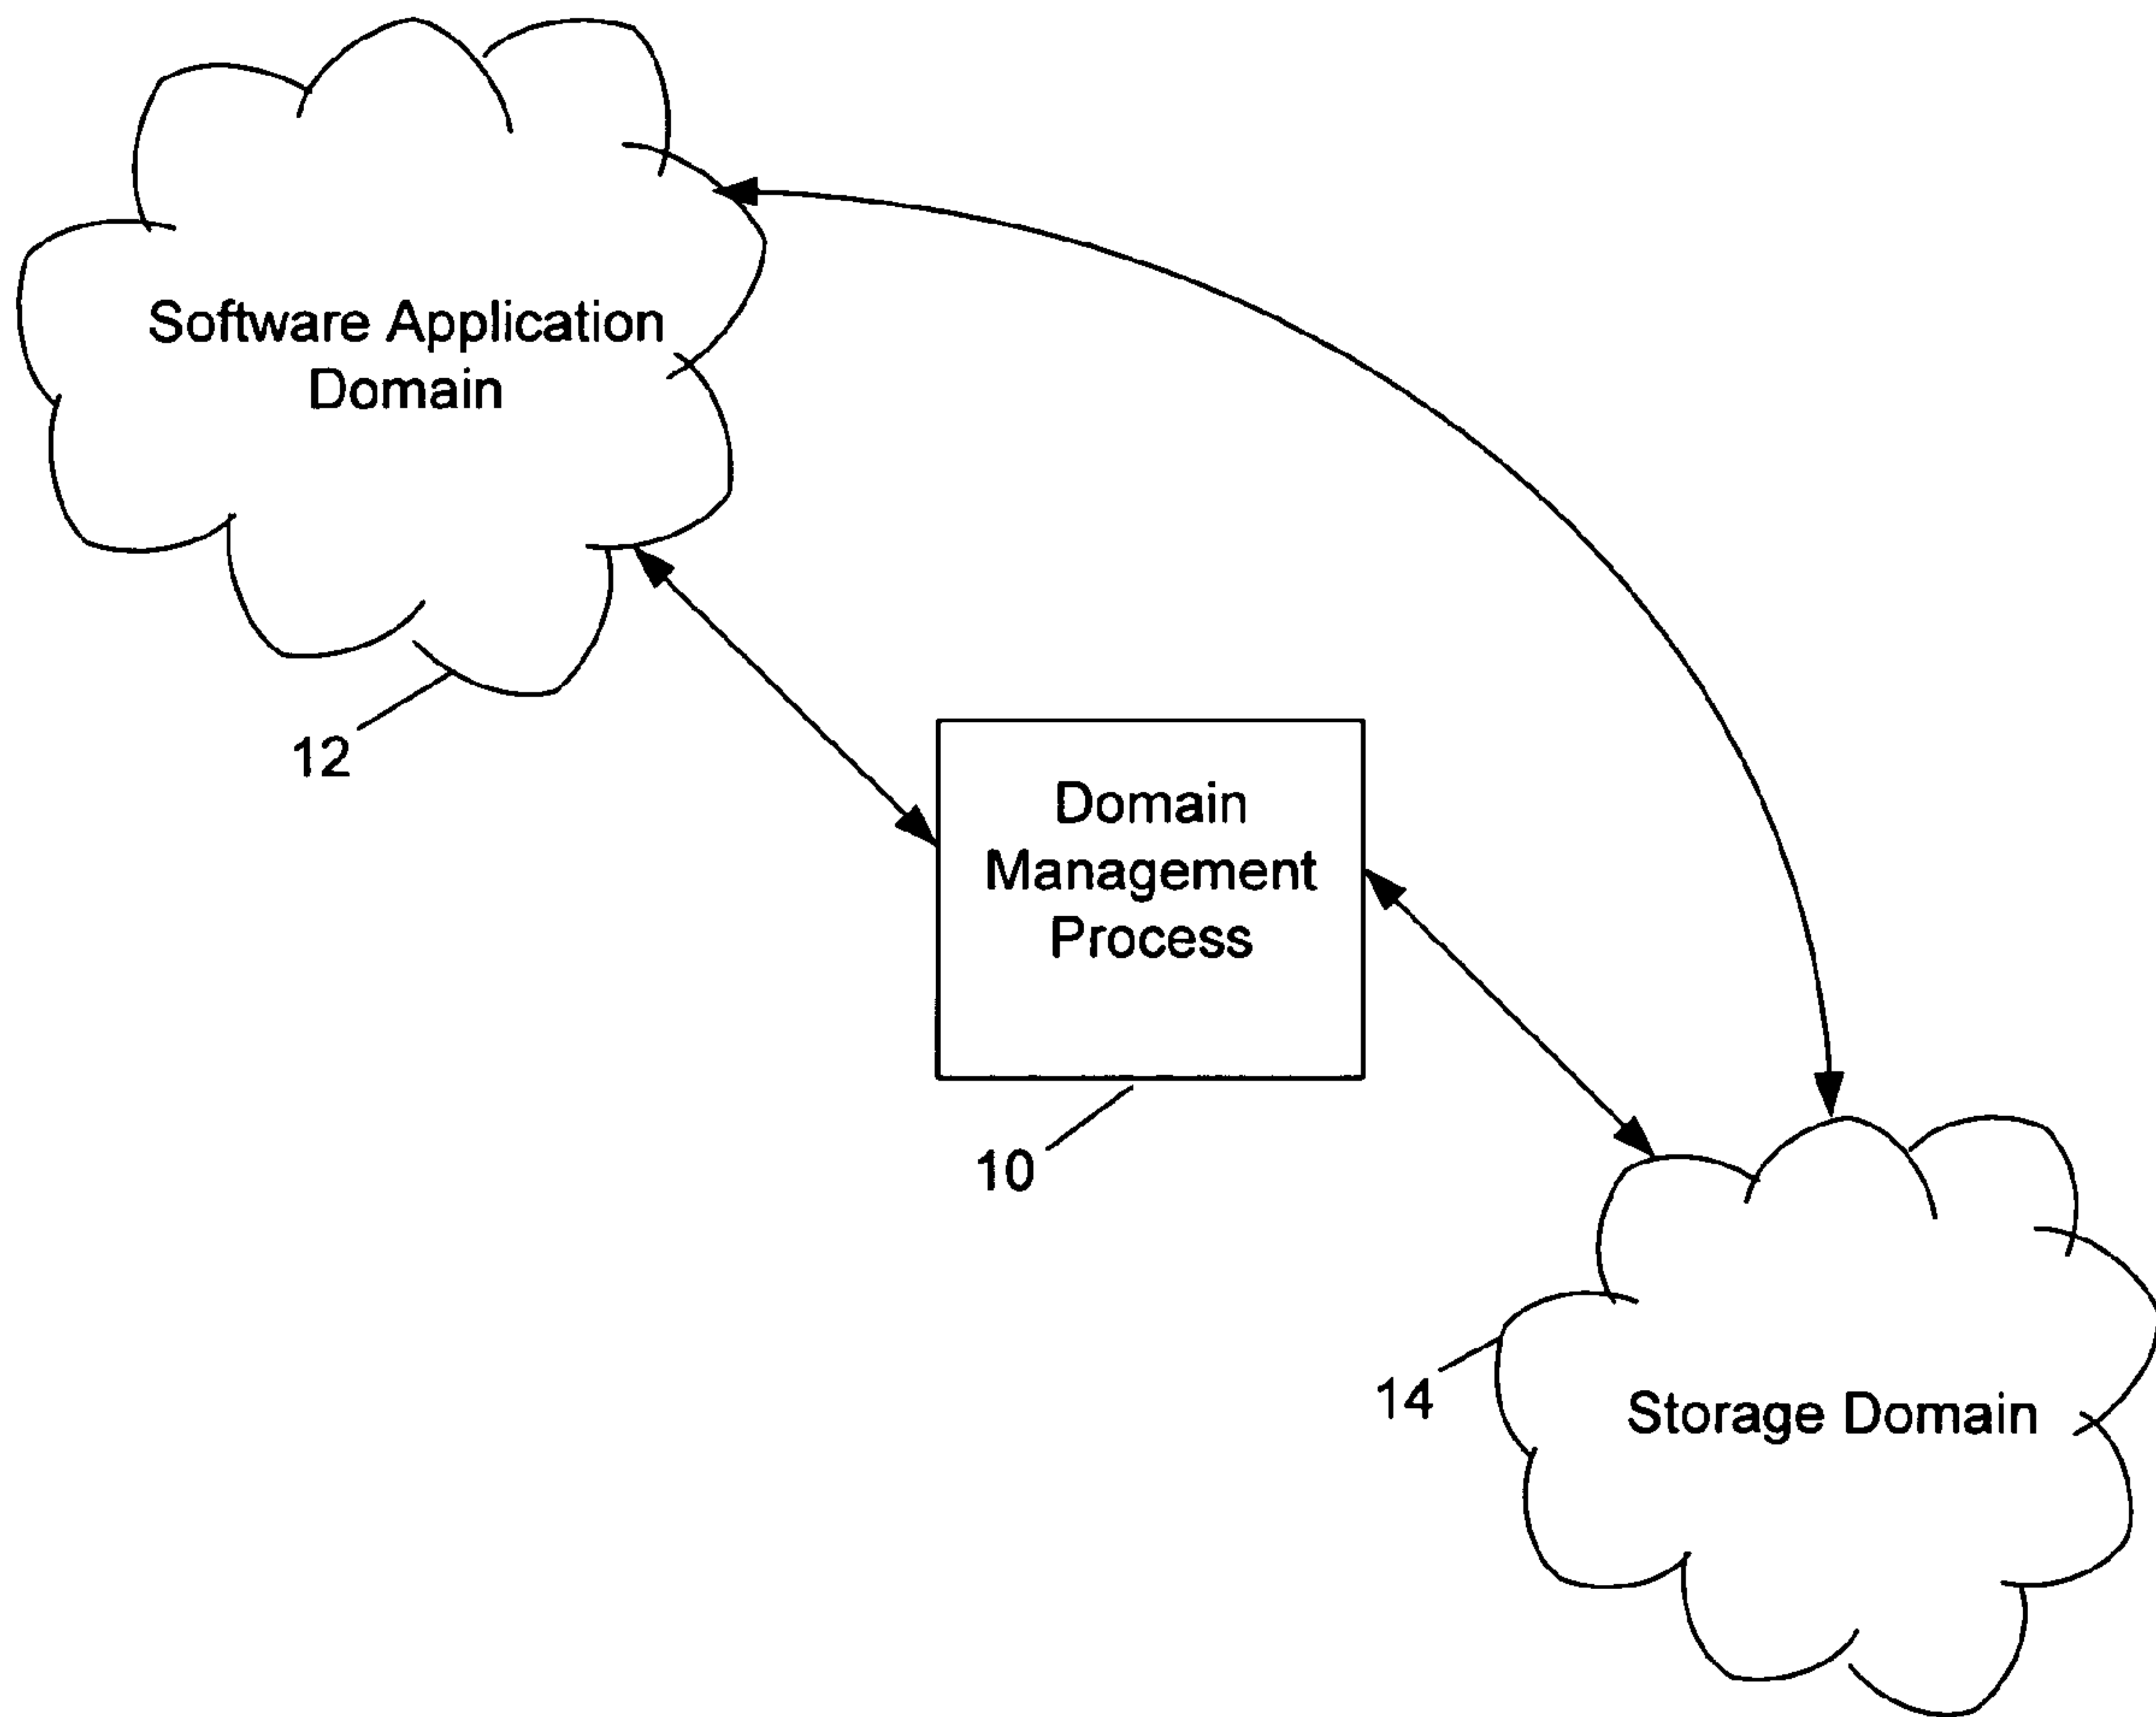 Software Application
Domain
12
Domain
Management
Process
10
14
Storage Domain